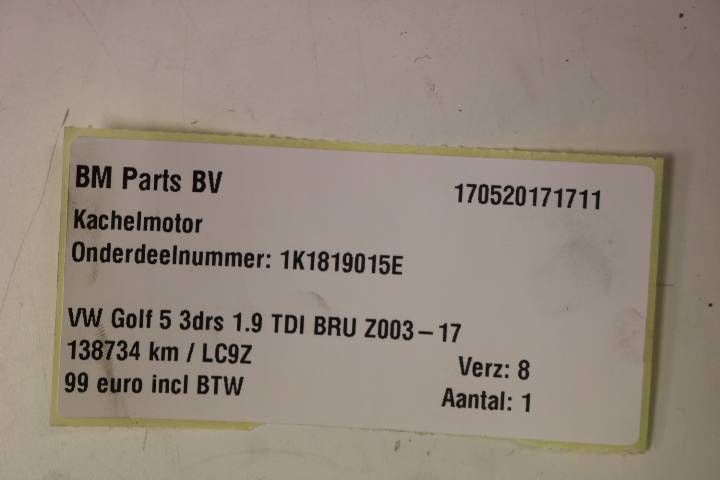 BM Parts BV 170520171711
Kachelmotor
Onderdeelnummer: 1K1819015E
VW Golf 5 3drs 1.9 TDI BRU Z003-17
138734 km / LC9Z Verz: 8
99 euro incl BTW Aantal: 1